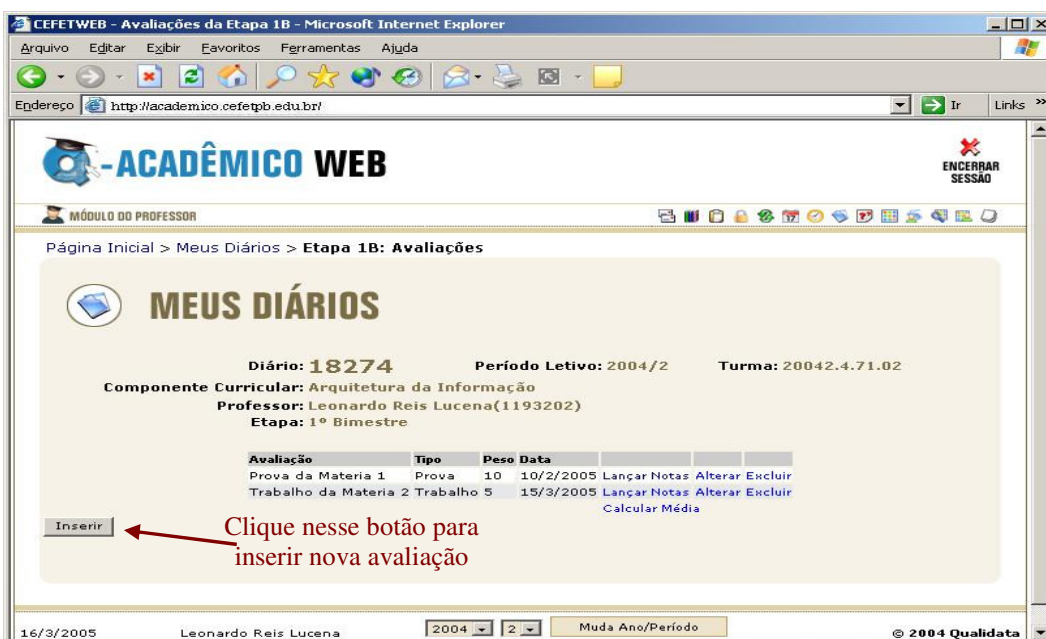 CEFETWEB - Avaliações da Etapa 1B - Microsoft Internet Explorer
Arquivo Editar Exibir Favoritos Ferramentas Ajuda
Endereço http://academico.cefetpb.edu.br/ Ir Links »
Q-ACADÊMICO WEB
ENCERRAR
SESSÃO
MÓDULO DO PROFESSOR
Página Inicial > Meus Diários > Etapa 1B: Avaliações
MEUS DIÁRIOS
Diário: 18274 Período Letivo: 2004/2 Turma: 20042.4.71.02
Componente Curricular: Arquitetura da Informação
Professor: Leonardo Reis Lucena(1193202)
Etapa: 1º Bimestre
Avaliação Tipo Peso Data
Prova da Materia 1 Prova 10 10/2/2005 Lançar Notas Alterar Excluir
Trabalho da Materia 2 Trabalho 5 15/3/2005 Lançar Notas Alterar Excluir
Calcular Média
Inserir
Clique nesse botão para
inserir nova avaliação
16/3/2005 Leonardo Reis Lucena 2004 2 Muda Ano/Período © 2004 Qualidata